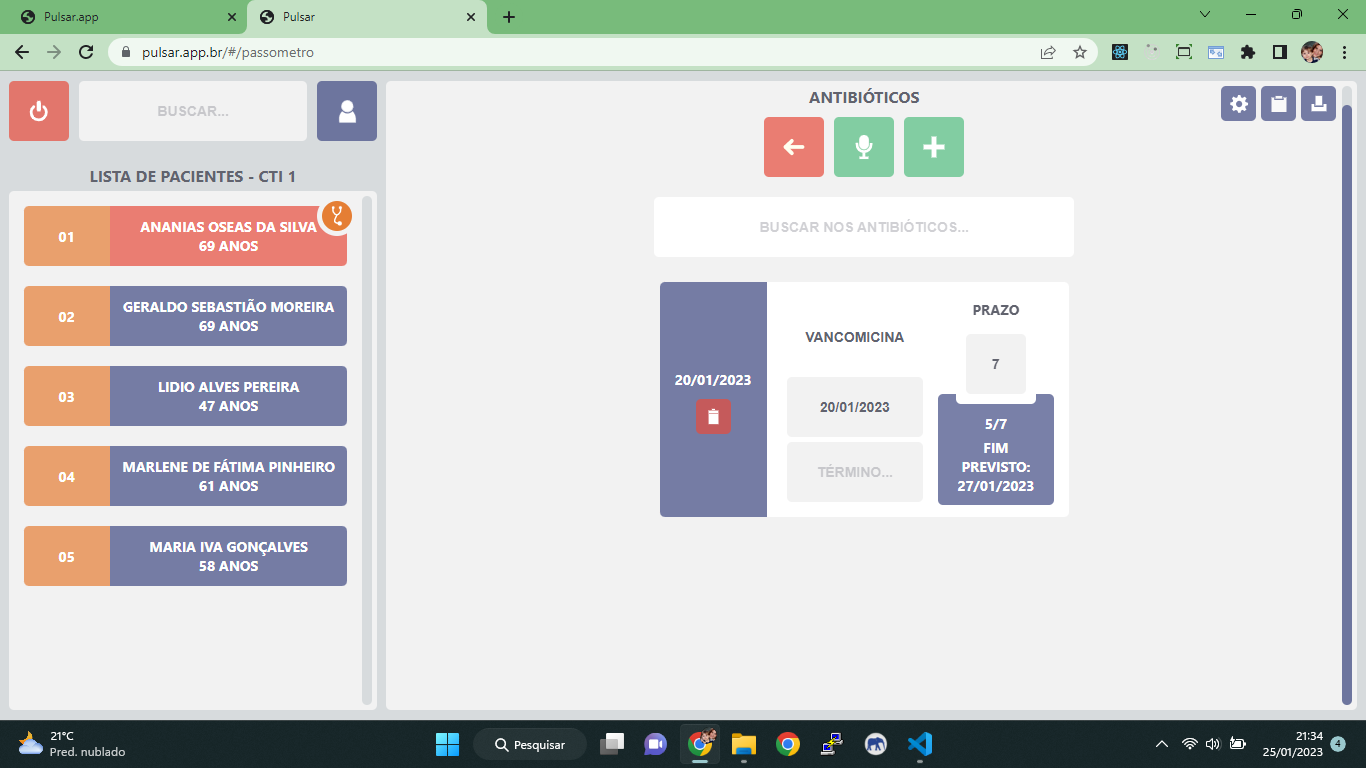 Pulsar.app
Pulsar
pulsar.app.br/#/passometro
BUSCAR...
LISTA DE PACIENTES - CTI 1
01
ANANIAS OSEAS DA SILVA
69 ANOS
02
GERALDO SEBASTIÃO MOREIRA
69 ANOS
03
LIDIO ALVES PEREIRA
47 ANOS
04
MARLENE DE FÁTIMA PINHEIRO
61 ANOS
05
MARIA IVA GONÇALVES
58 ANOS
ANTIBIÓTICOS
BUSCAR NOS ANTIBIÓTICOS...
20/01/2023
VANCOMICINA
20/01/2023
TÉRMINO...
PRAZO
7
5/7
FIM
PREVISTO:
27/01/2023
21°C
Pred. nublado
Pesquisar
21:34
25/01/2023
4